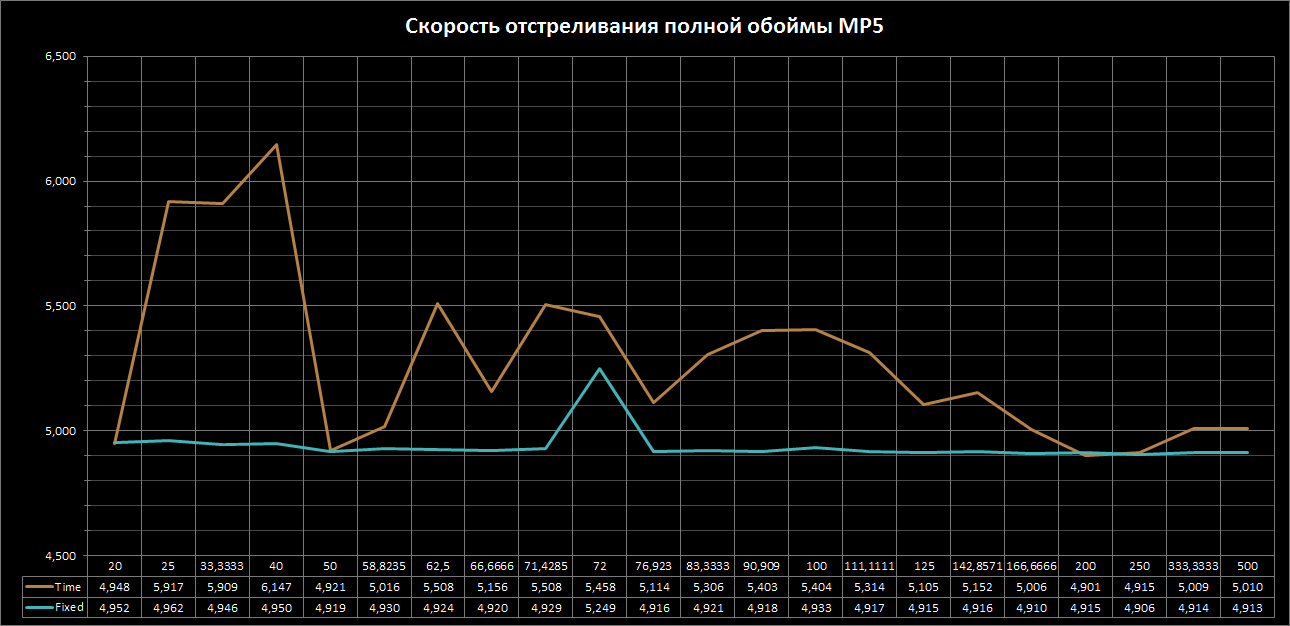 Скорость отстреливания полной обоймы MP5
6,500
6,000
5,500
5,000
4,500
20 25 33,3333 40 50 58,8235 62,5 66,6666 71,4285 72 76,923 83,3333 90,909 100 111,1111 125 142,8571 166,6666 200 250 333,3333 500
Time 4,948 5,917 5,909 6,147 4,921 5,016 5,508 5,156 5,508 5,458 5,114 5,306 5,403 5,404 5,314 5,105 5,152 5,006 4,901 4,915 5,009 5,010
Fixed 4,952 4,962 4,946 4,950 4,919 4,930 4,924 4,920 4,929 5,249 4,916 4,921 4,918 4,933 4,917 4,915 4,916 4,910 4,915 4,906 4,914 4,913